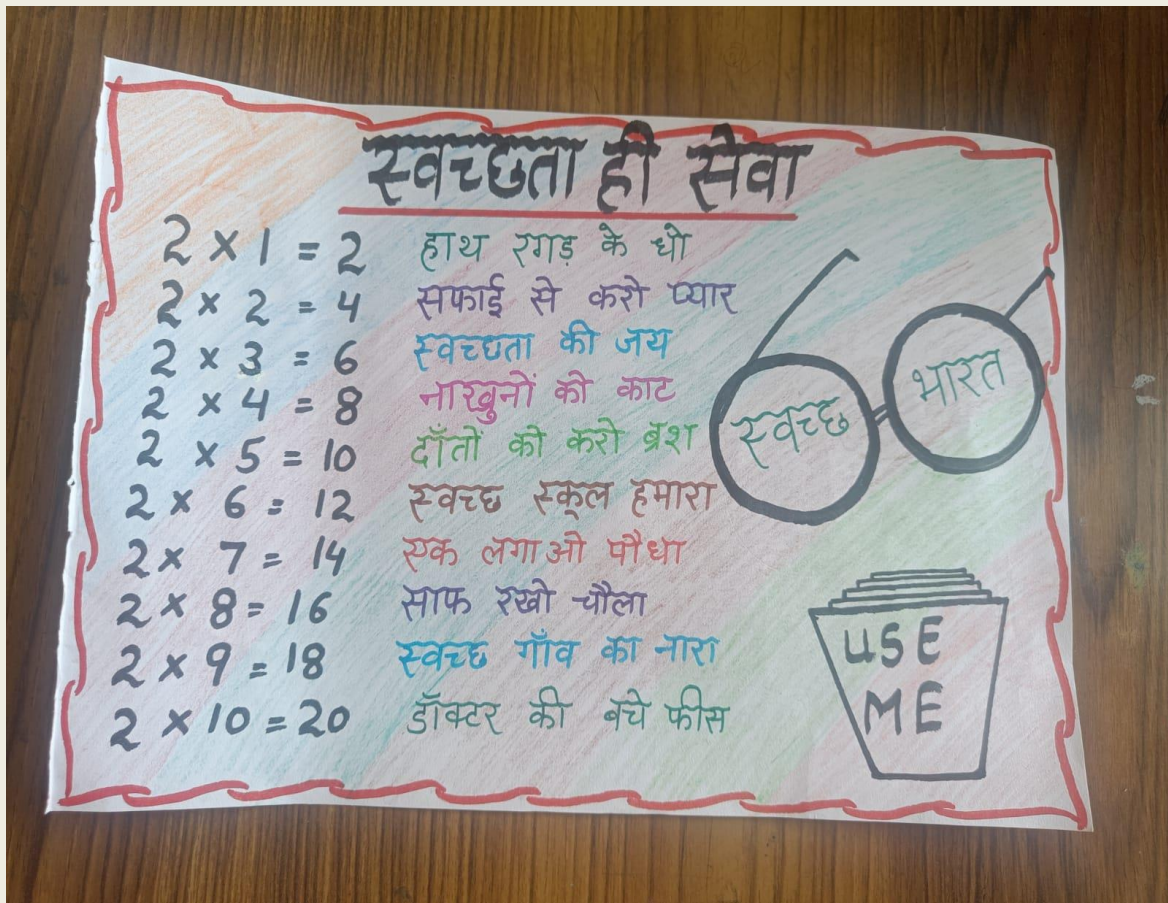 स्वच्छता ही सेवा
2 × 1 = 2 हाथ रगड़ के धो
2 × 2 = 4 सफाई से करो प्यार
2 × 3 = 6 स्वच्छता की जय
2 × 4 = 8 नाखुनों को काट
2 × 5 = 10 दाँतो को करो ब्रश
2 × 6 = 12 स्वच्छ स्कूल हमारा
2 × 7 = 14 एक लगाओ पौधा
2 × 8 = 16 साफ रखो चौला
2 × 9 = 18 स्वच्छ गाँव का नारा
2 × 10 = 20 डॉक्टर की बचे फीस
स्वच्छ भारत
USE
ME